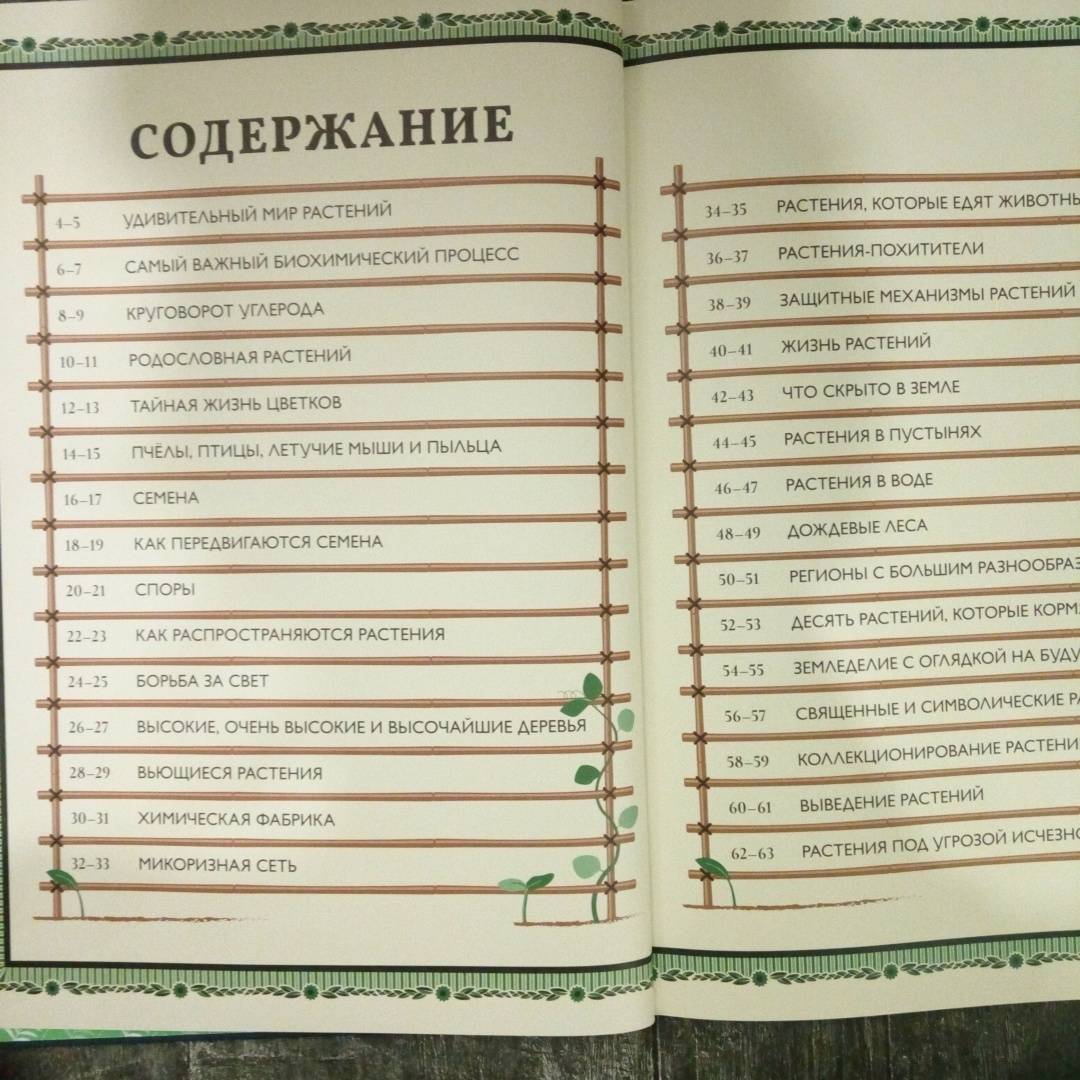 СОДЕРЖАНИЕ
4–5 УДИВИТЕЛЬНЫЙ МИР РАСТЕНИЙ
6–7 САМЫЙ ВАЖНЫЙ БИОХИМИЧЕСКИЙ ПРОЦЕСС
8–9 КРУГОВОРОТ УГЛЕРОДА
10–11 РОДОСЛОВНАЯ РАСТЕНИЙ
12–13 ТАЙНАЯ ЖИЗНЬ ЦВЕТКОВ
14–15 ПЧЁЛЫ, ПТИЦЫ, ЛЕТУЧИЕ МЫШИ И ПЫЛЬЦА
16–17 СЕМЕНА
18–19 КАК ПЕРЕДВИГАЮТСЯ СЕМЕНА
20–21 СПОРЫ
22–23 КАК РАСПРОСТРАНЯЮТСЯ РАСТЕНИЯ
24–25 БОРЬБА ЗА СВЕТ
26–27 ВЫСОКИЕ, ОЧЕНЬ ВЫСОКИЕ И ВЫСОЧАЙШИЕ ДЕРЕВЬЯ
28–29 ВЬЮЩИЕСЯ РАСТЕНИЯ
30–31 ХИМИЧЕСКАЯ ФАБРИКА
32–33 МИКОРИЗНАЯ СЕТЬ
34–35 РАСТЕНИЯ, КОТОРЫЕ ЕДЯТ ЖИВОТНЫ
36–37 РАСТЕНИЯ-ПОХИТИТЕЛИ
38–39 ЗАЩИТНЫЕ МЕХАНИЗМЫ РАСТЕНИЙ
40–41 ЖИЗНЬ РАСТЕНИЙ
42–43 ЧТО СКРЫТО В ЗЕМЛЕ
44–45 РАСТЕНИЯ В ПУСТЫНЯХ
46–47 РАСТЕНИЯ В ВОДЕ
48–49 ДОЖДЕВЫЕ ЛЕСА
50–51 РЕГИОНЫ С БОЛЬШИМ РАЗНООБРАЗ
52–53 ДЕСЯТЬ РАСТЕНИЙ, КОТОРЫЕ КОРМ
54–55 ЗЕМЛЕДЕЛИЕ С ОГЛЯДКОЙ НА БУДУ
56–57 СВЯЩЕННЫЕ И СИМВОЛИЧЕСКИЕ РА
58–59 КОЛЛЕКЦИОНИРОВАНИЕ РАСТЕНИ
60–61 ВЫВЕДЕНИЕ РАСТЕНИЙ
62–63 РАСТЕНИЯ ПОД УГРОЗОЙ ИСЧЕЗНО